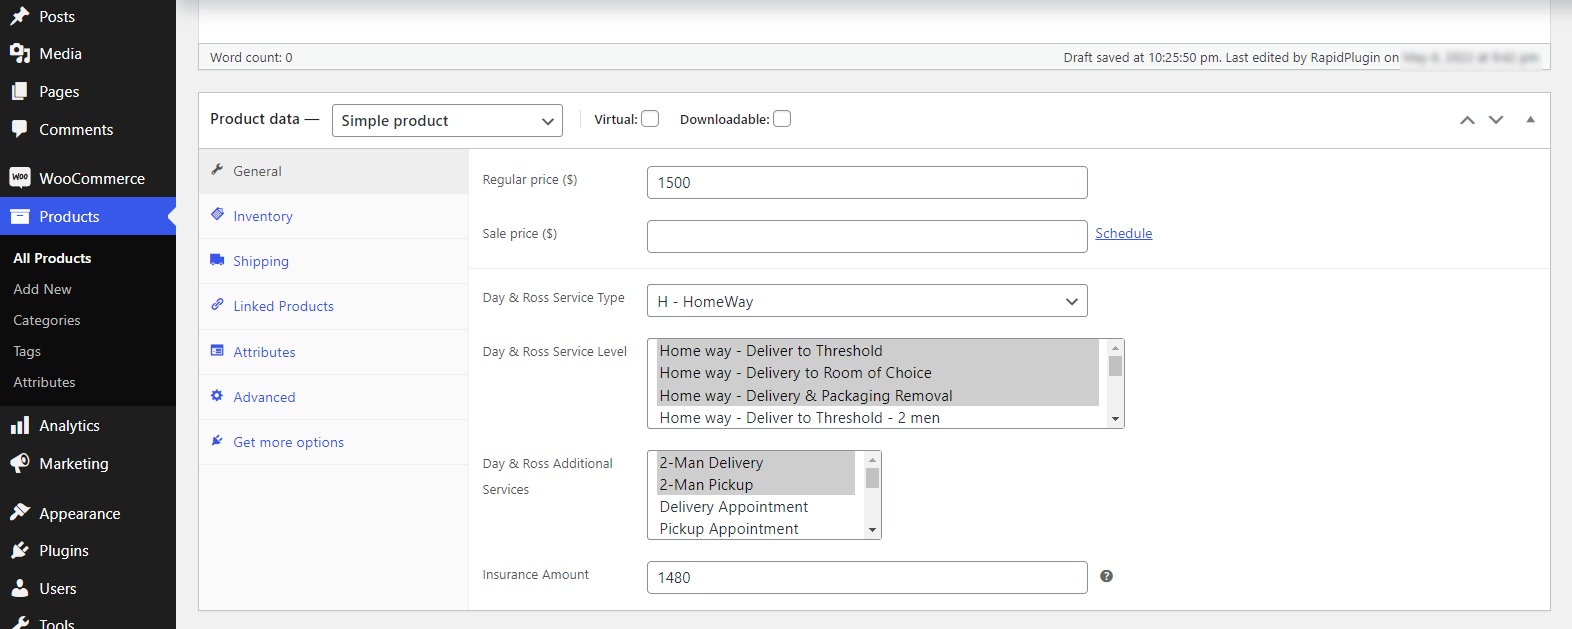 Posts
Media
Pages
Comments
WooCommerce
Products
All Products
Add New
Categories
Tags
Attributes
Analytics
Marketing
Appearance
Plugins
Users
Tools
Word count: 0
Draft saved at 10:25:50 pm. Last edited by RapidPlugin on
Product data — Simple product Virtual: Downloadable:
General
Inventory
Shipping
Linked Products
Attributes
Advanced
Get more options
Regular price ($) 1500
Sale price ($) Schedule
Day & Ross Service Type H - HomeWay
Day & Ross Service Level
Home way - Deliver to Threshold
Home way - Delivery to Room of Choice
Home way - Delivery & Packaging Removal
Home way - Deliver to Threshold - 2 men
Day & Ross Additional
Services
2-Man Delivery
2-Man Pickup
Delivery Appointment
Pickup Appointment
Insurance Amount 1480